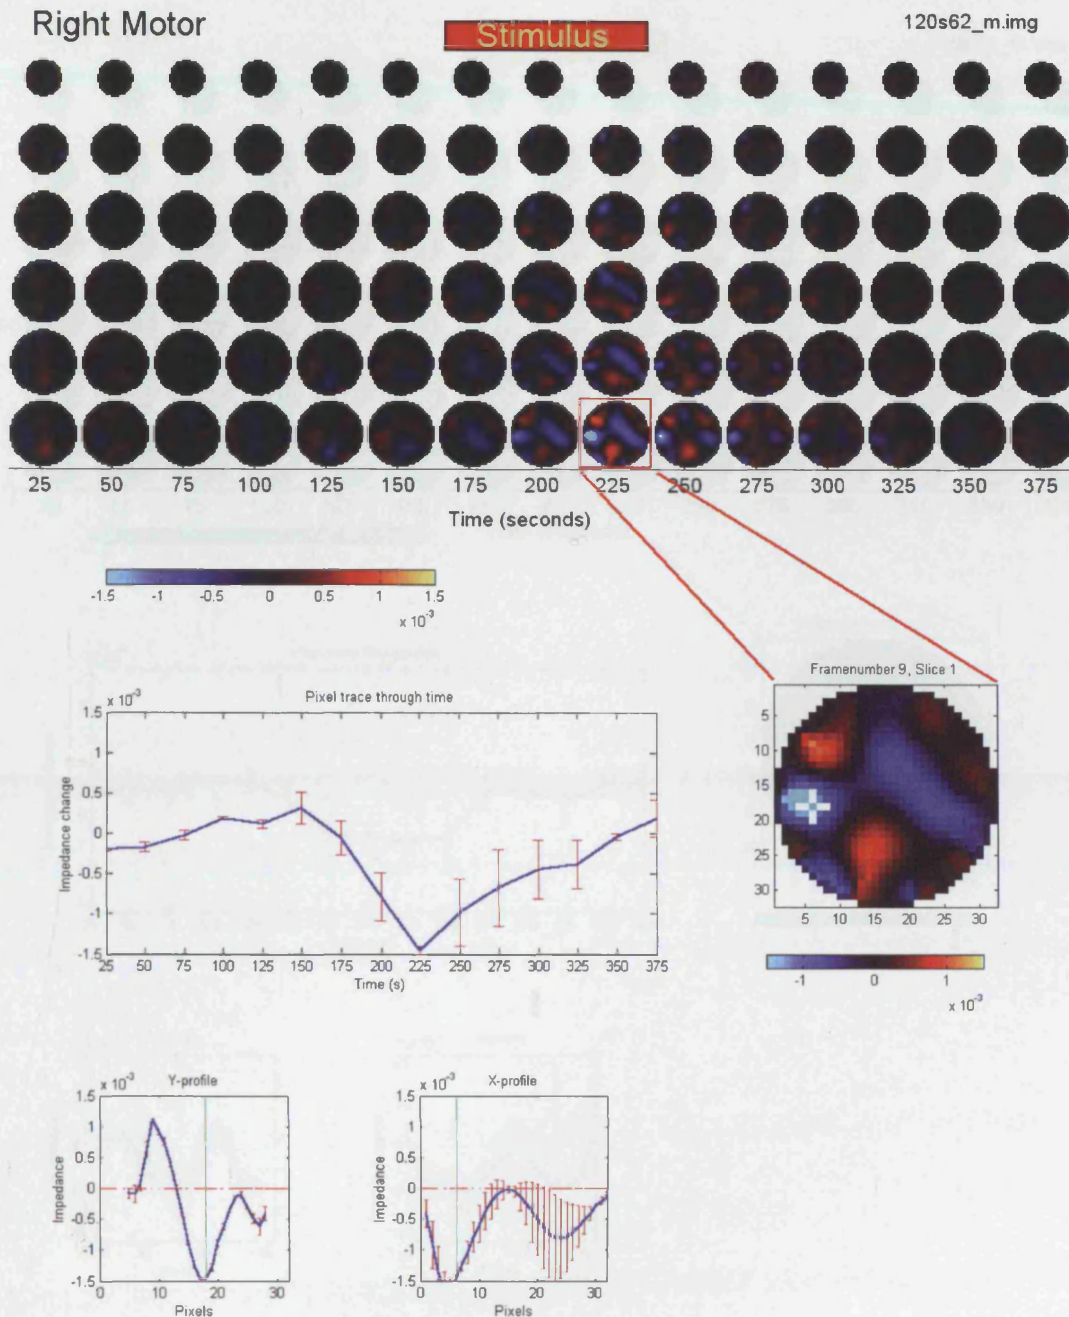 Right Motor
Stimulus
120s62_m.img
25 50 75 100 125 150 175 200 225 250 275 300 325 350 375
Time (seconds)
-1.5 -1 -0.5 0 0.5 1 1.5
x 10⁻³
Framenumber 9, Slice 1
5
10
15
20
25
30
5 10 15 20 25 30
-1 0 1
x 10⁻³
x 10⁻³
Pixel trace through time
1.5
1
0.5
0
-0.5
-1
-1.5
Impedance change
25 50 75 100 125 150 175 200 225 250 275 300 325 350 375
Time (s)
x 10⁻³
Y-profile
1.5
1
0.5
0
-0.5
-1
-1.5
Impedance
0 10 20 30
Pixels
x 10⁻³
X-profile
1.5
1
0.5
0
-0.5
-1
-1.5
Impedance
0 10 20 30
Pixels